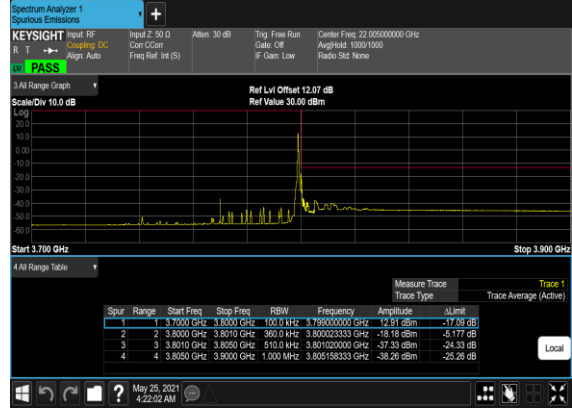 Spectrum Analyzer 1
Spurious Emissions
+
KEYSIGHT Input: RF Input Z: 50 Ω Atten: 30 dB Trig: Free Run Center Freq: 22.005000000 GHz
R T Coupling: DC Corr CCorr Gate: Off Avg|Hold: 1000/1000
Align: Auto Freq Ref: Int (S) IF Gain: Low Radio Std: None
PASS
3 All Range Graph
Ref Lvl Offset 12.07 dB
Scale/Div 10.0 dB Ref Value 30.00 dBm
Log
20.0
10.0
0.00
-10.0
-20.0
-30.0
-40.0
-50.0
-60.0
Start 3.700 GHz Stop 3.900 GHz
4 All Range Table
Measure Trace Trace 1
Trace Type Trace Average (Active)
Spur Range Start Freq Stop Freq RBW Frequency Amplitude ΔLimit
1 1 3.7000 GHz 3.8000 GHz 100.0 kHz 3.799000000 GHz 12.91 dBm -17.09 dB
2 2 3.8000 GHz 3.8010 GHz 360.0 kHz 3.800023333 GHz -18.18 dBm -5.177 dB
3 3 3.8010 GHz 3.8050 GHz 510.0 kHz 3.801020000 GHz -37.33 dBm -24.33 dB
4 4 3.8050 GHz 3.9000 GHz 1.000 MHz 3.805158333 GHz -38.26 dBm -25.26 dB
Local
?
May 25, 2021
4:22:02 AM